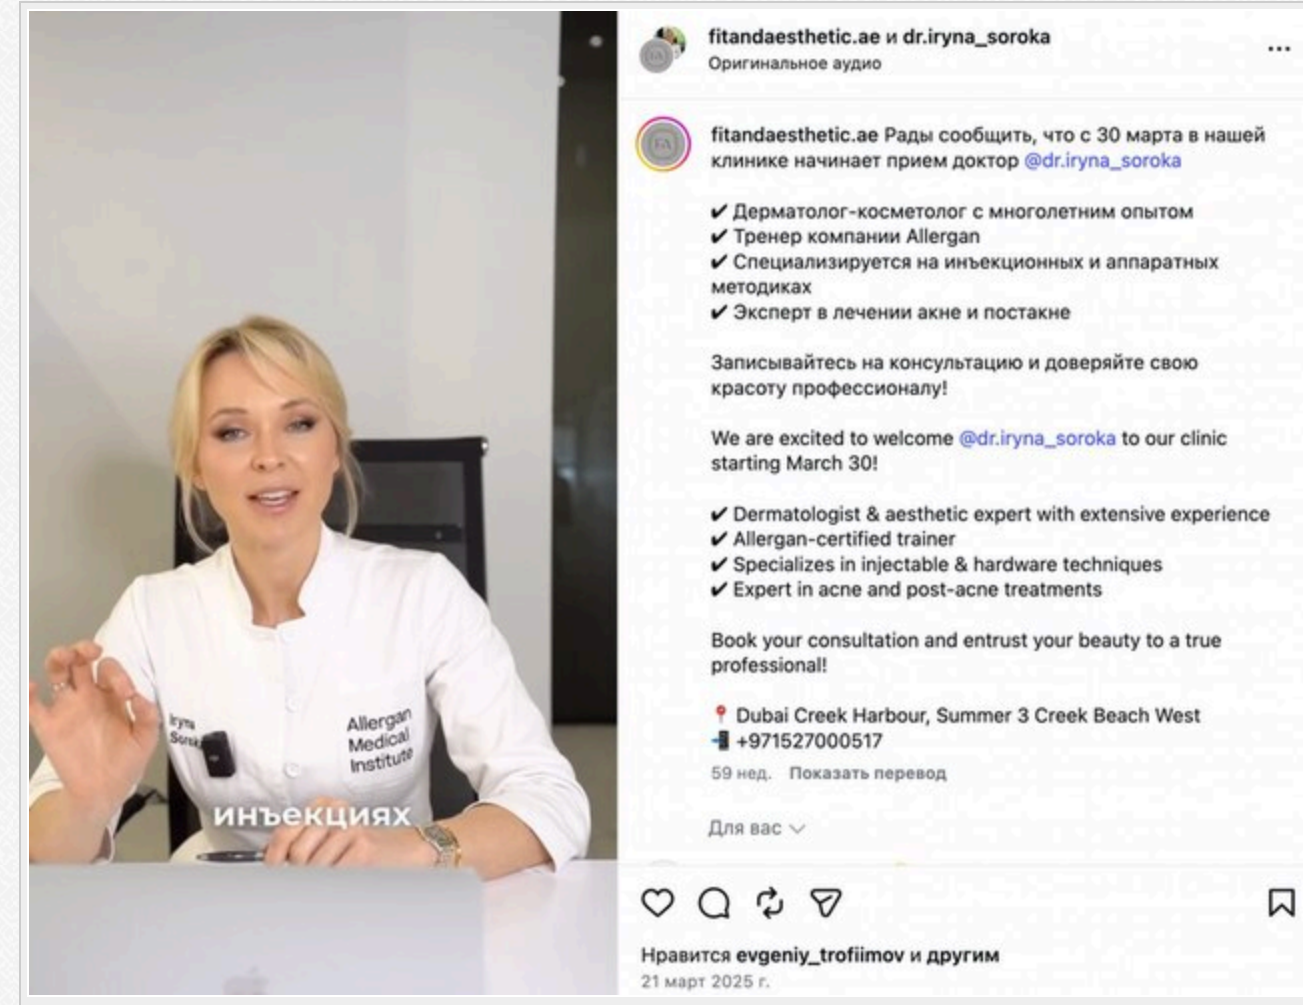 fitandaesthetic.ae и dr.iryna_soroka
Оригинальное аудио
FA
fitandaesthetic.ae Рады сообщить, что с 30 марта в нашей
клинике начинает прием доктор @dr.iryna_soroka
✔ Дерматолог-косметолог с многолетним опытом
✔ Тренер компании Allergan
✔ Специализируется на инъекционных и аппаратных
методиках
✔ Эксперт в лечении акне и постакне
Записывайтесь на консультацию и доверяйте свою
красоту профессионалу!
We are excited to welcome @dr.iryna_soroka to our clinic
starting March 30!
✔ Dermatologist & aesthetic expert with extensive experience
✔ Allergan-certified trainer
✔ Specializes in injectable & hardware techniques
✔ Expert in acne and post-acne treatments
Book your consultation and entrust your beauty to a true
professional!
📍 Dubai Creek Harbour, Summer 3 Creek Beach West
📲 +971527000517
59 нед. Показать перевод
Для вас
Нравится evgeniy_trofiimov и другим
21 март 2025 г.
Iryna
Allergan
Medical
Institute
инъекциях